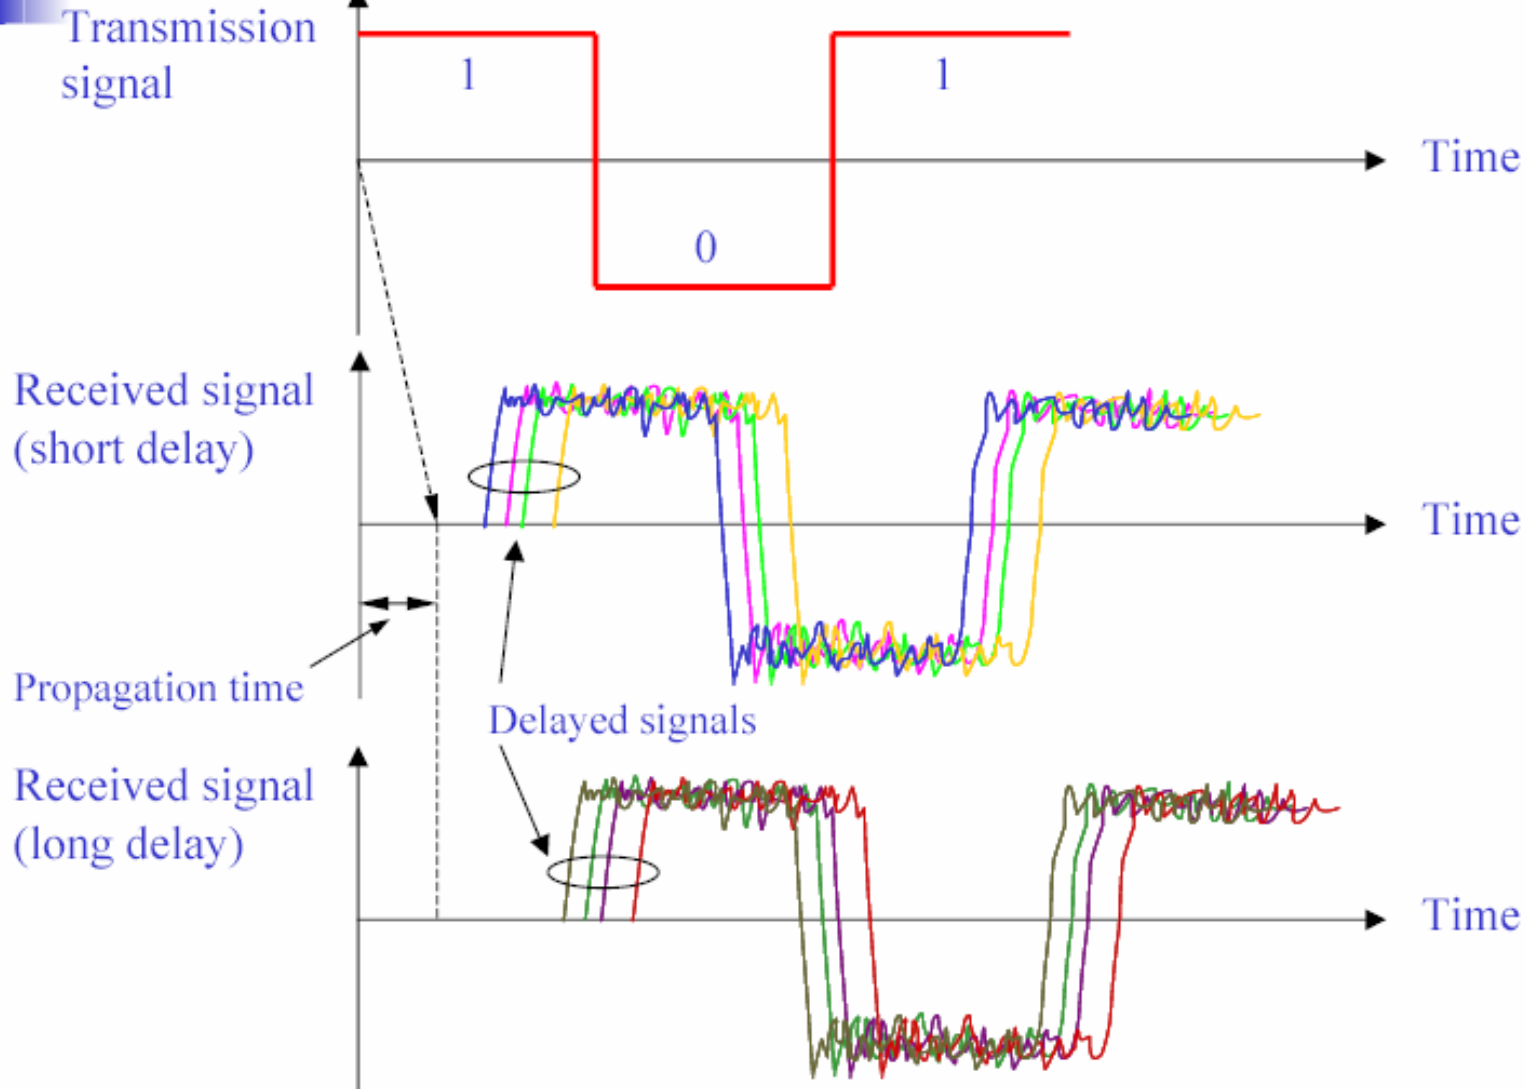 Transmission
signal
1
1
Time
0
Received signal
(short delay)
Time
Propagation time
Delayed signals
Received signal
(long delay)
Time